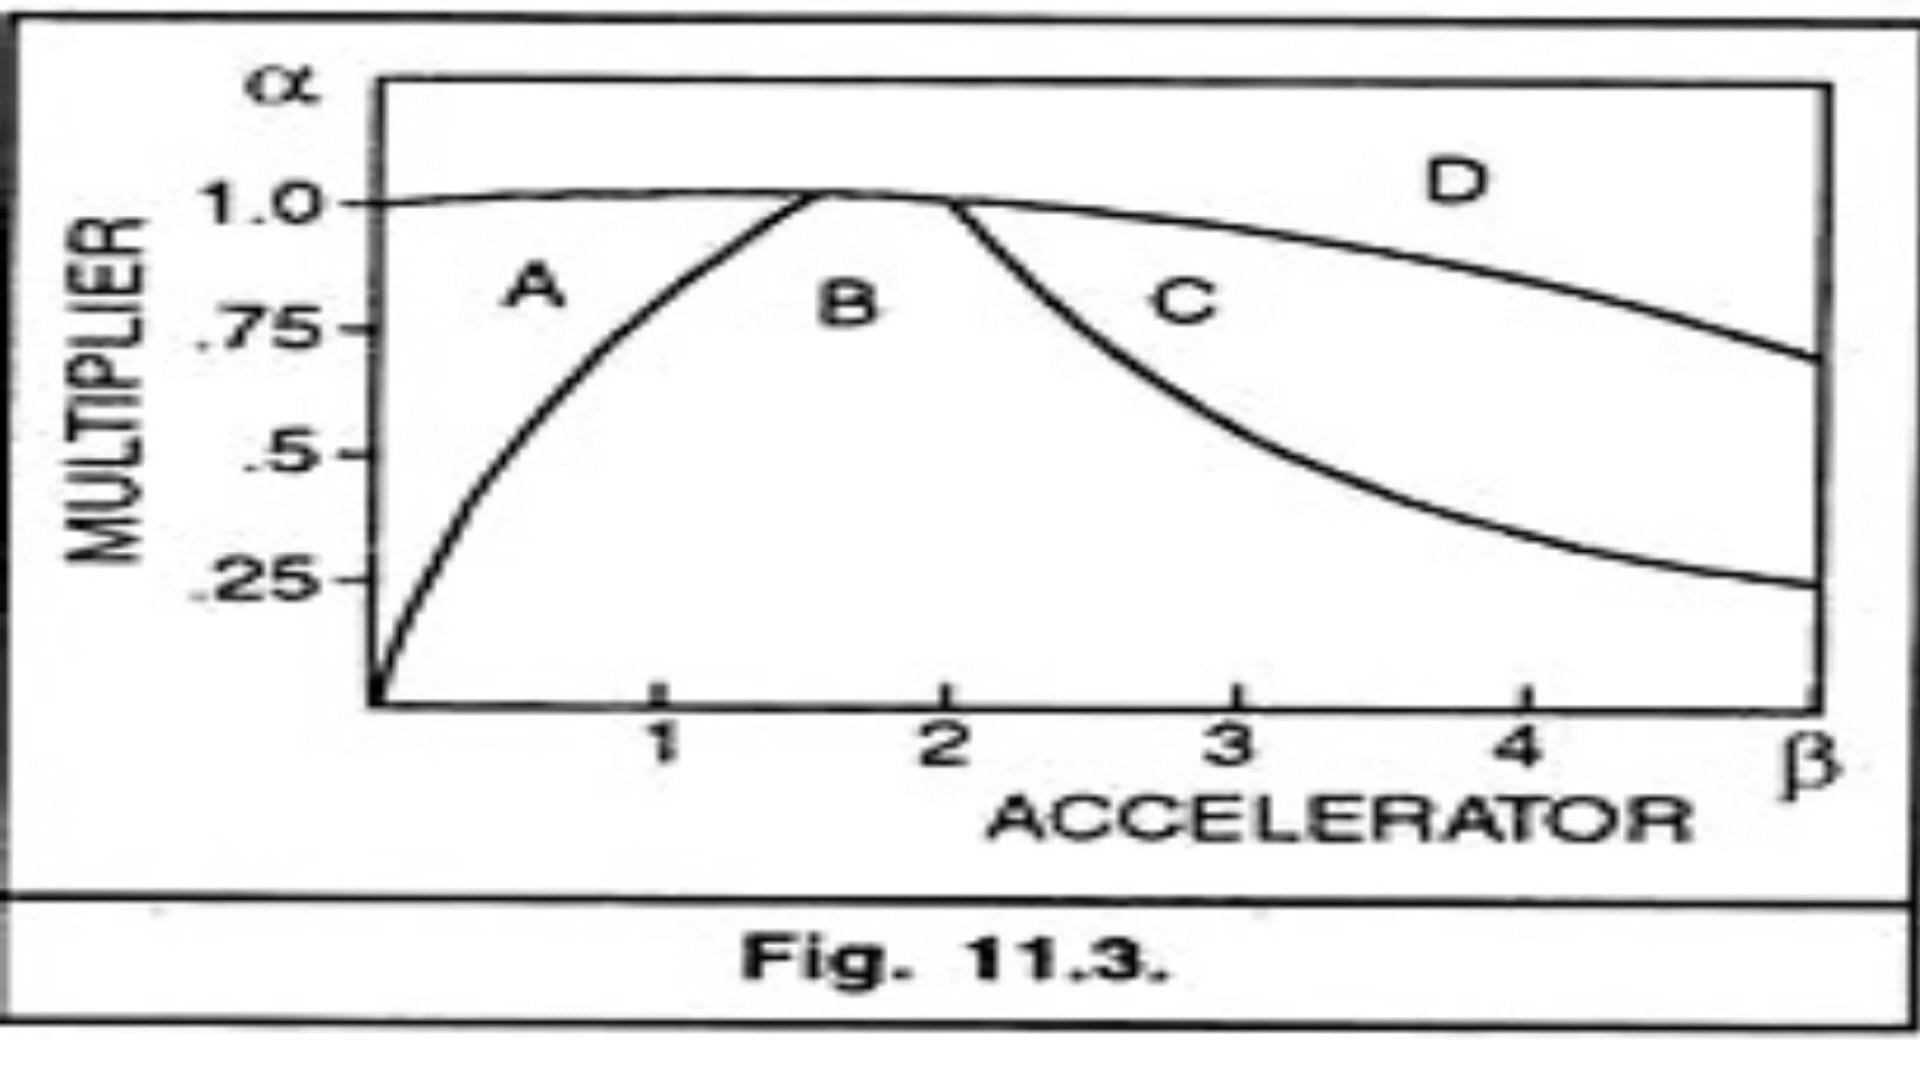 α
1.0
.75
.5
.25
MULTIPLIER
A
B
C
D
1
2
3
4
β
ACCELERATOR
Fig. 11.3.